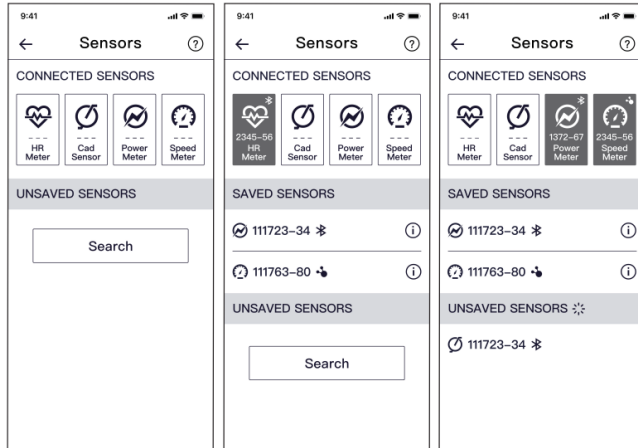 9:41
Sensors
?
CONNECTED SENSORS
---
HR
Meter
---
Cad
Sensor
---
Power
Meter
---
Speed
Meter
UNSAVED SENSORS
Search
9:41
Sensors
?
CONNECTED SENSORS
2345-56
HR
Meter
---
Cad
Sensor
---
Power
Meter
---
Speed
Meter
SAVED SENSORS
111723-34
i
111763-80
i
UNSAVED SENSORS
Search
9:41
Sensors
?
CONNECTED SENSORS
---
HR
Meter
---
Cad
Sensor
1372-67
Power
Meter
2345-56
Speed
Meter
SAVED SENSORS
111723-34
i
111763-80
i
UNSAVED SENSORS
111723-34